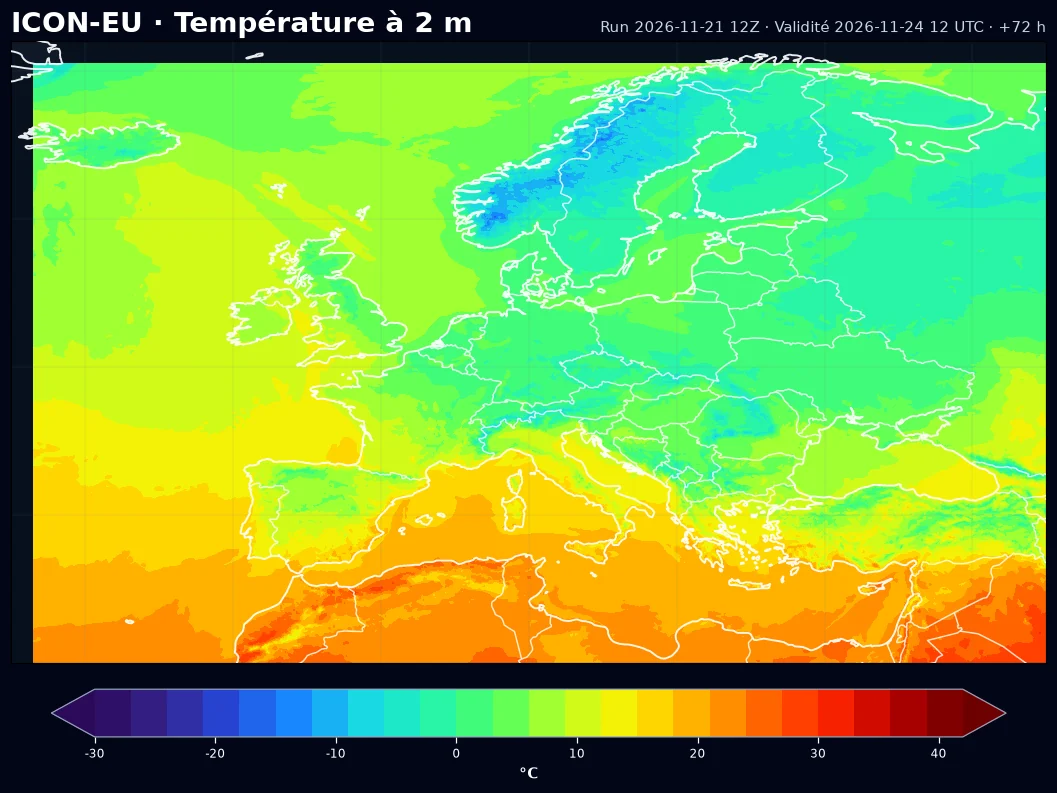 ICON-EU · Température à 2 m
Run 2026-11-21 12Z · Validité 2026-11-24 12 UTC · +72 h
-30 -20 -10 0 10 20 30 40
°C